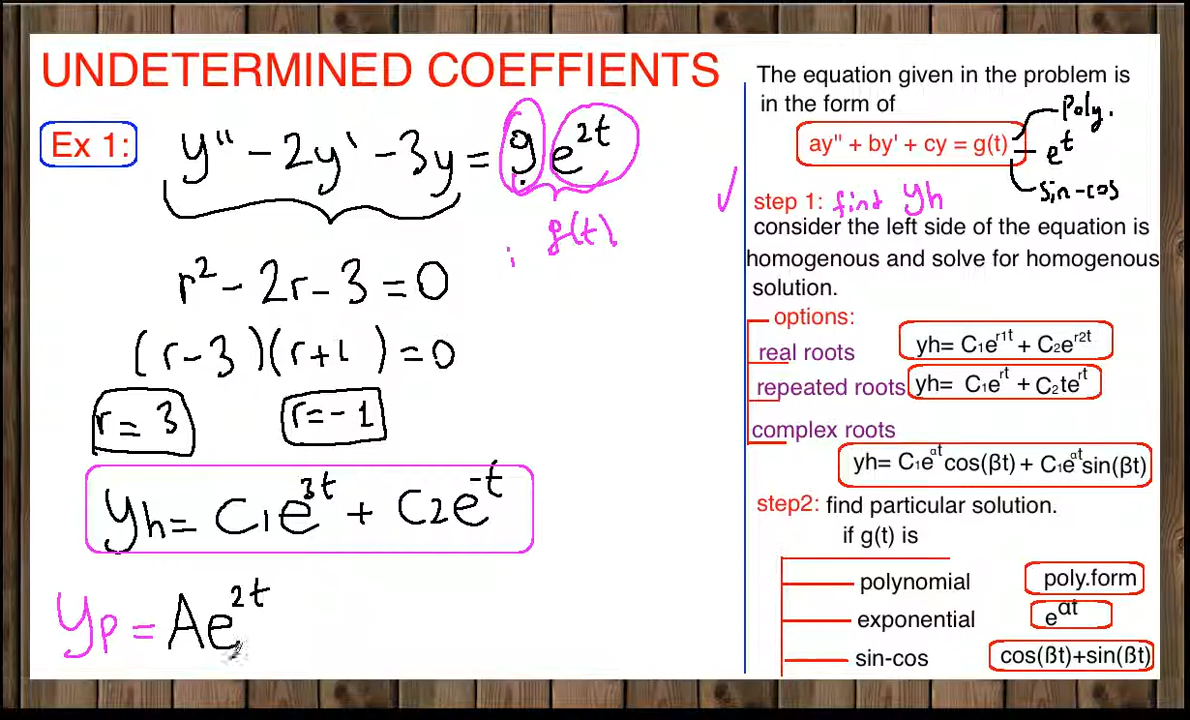 UNDETERMINED COEFFIENTS
Ex 1: y'' - 2y' - 3y = 9e^2t
g(t)
r² - 2r - 3 = 0
(r-3)(r+1) = 0
r = 3 r = -1
yh = C1e^3t + C2e^-t
yp = Ae^2t
The equation given in the problem is
in the form of
ay" + by' + cy = g(t)
poly.
e^t
sin-cos
step 1: find yh
consider the left side of the equation is
homogenous and solve for homogenous
solution.
options:
real roots yh= C1e^r1t + C2e^r2t
repeated roots yh= C1e^rt + C2te^rt
complex roots
yh= C1e^αt cos(βt) + C1e^αt sin(βt)
step2: find particular solution.
if g(t) is
polynomial poly.form
exponential e^αt
sin-cos cos(ßt)+sin(ßt)